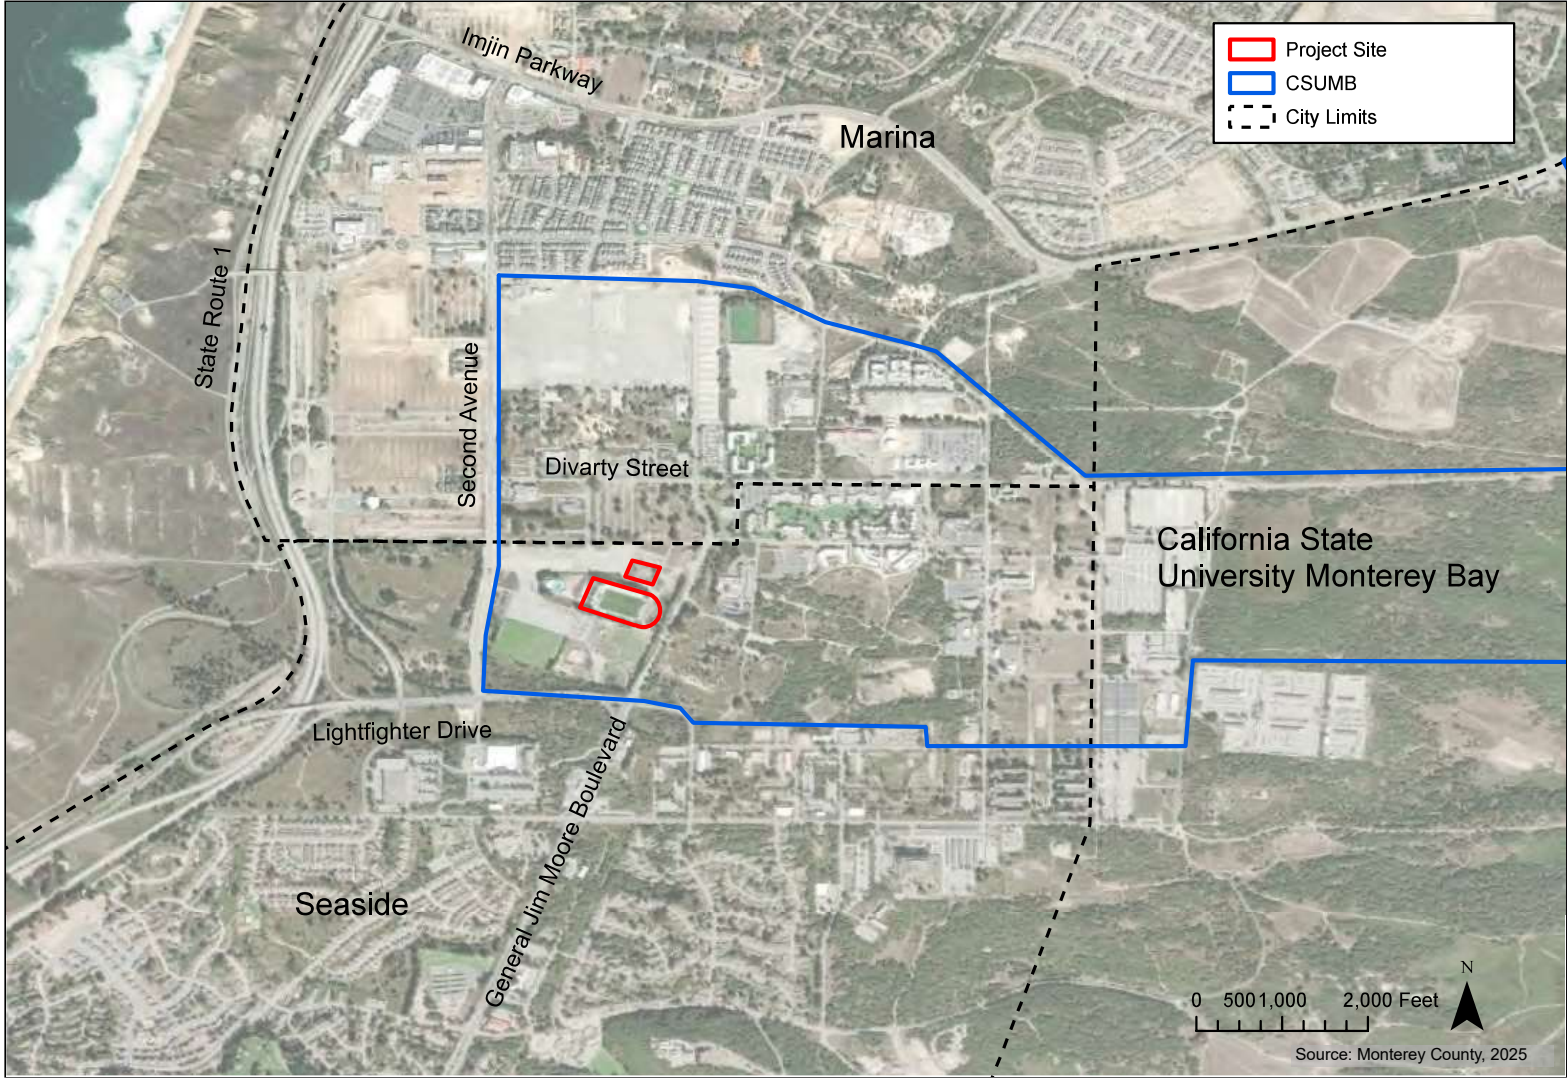 Imjin Parkway
Project Site
CSUMB
City Limits
Marina
State Route 1
Second Avenue
Divarty Street
California State
University Monterey Bay
Lightfighter Drive
General Jim Moore Boulevard
Seaside
N
0 500 1,000 2,000 Feet
Source: Monterey County, 2025